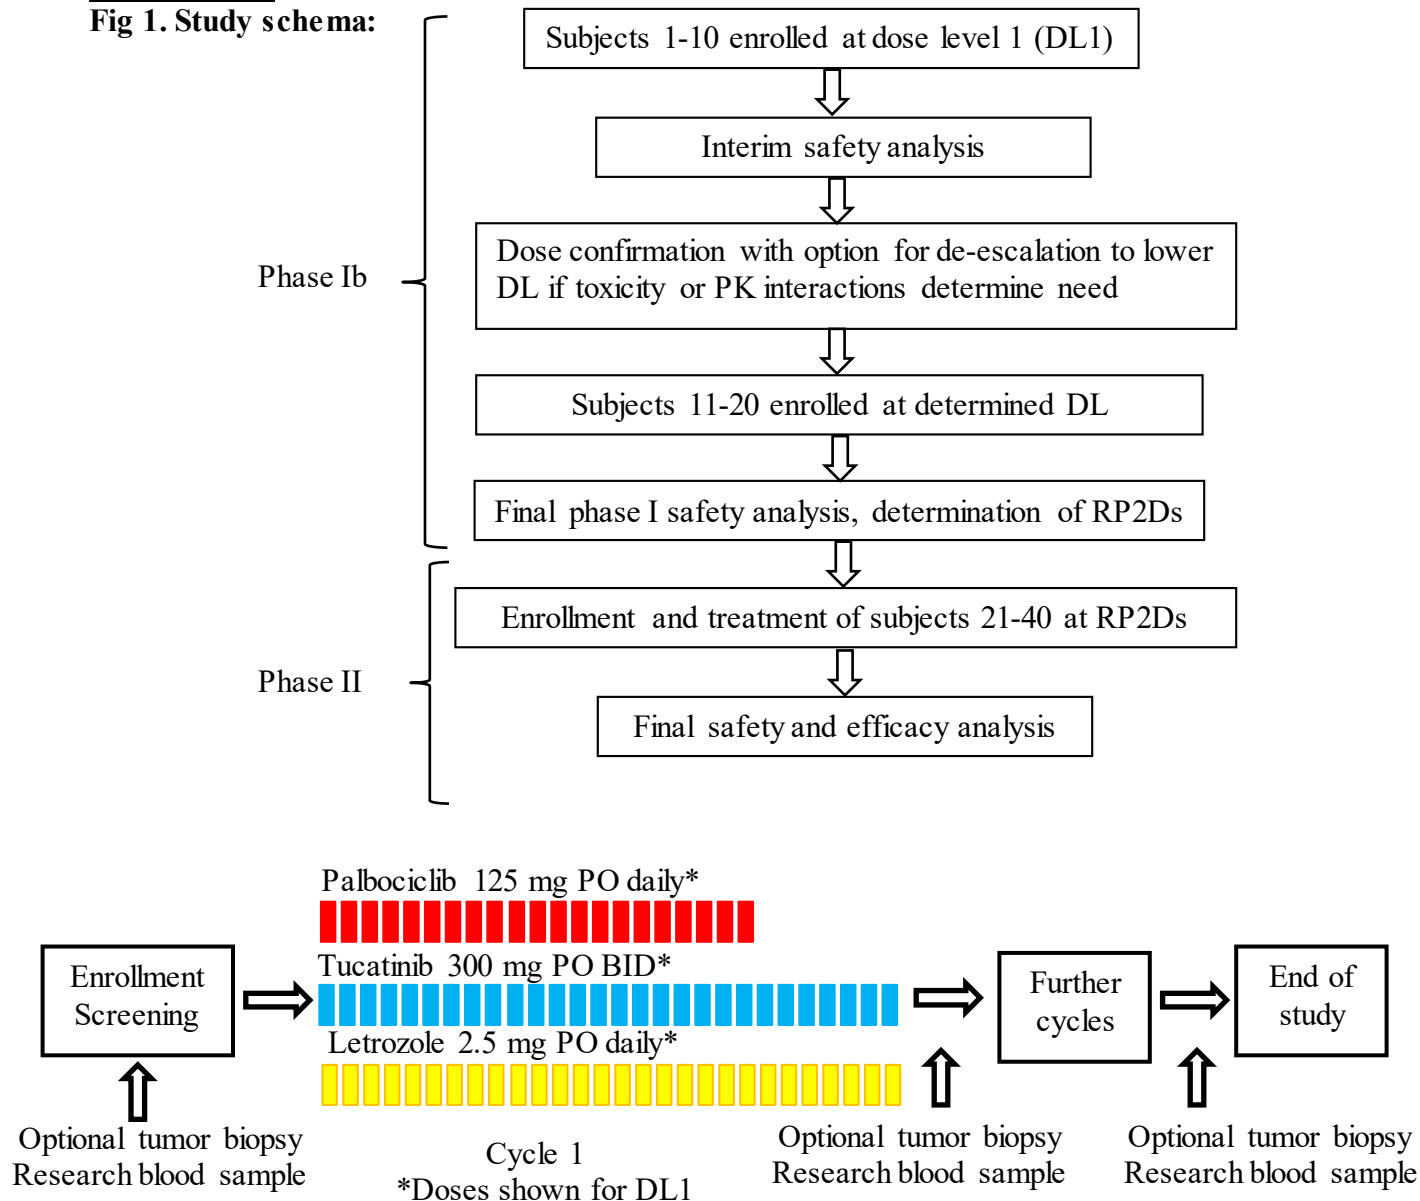 Fig 1. Study schema:
Subjects 1-10 enrolled at dose level 1 (DL1)
Interim safety analysis
Dose confirmation with option for de-escalation to lower
DL if toxicity or PK interactions determine need
Phase Ib
Subjects 11-20 enrolled at determined DL
Final phase I safety analysis, determination of RP2Ds
Enrollment and treatment of subjects 21-40 at RP2Ds
Phase II
Final safety and efficacy analysis
Palbociclib 125 mg PO daily*
Tucatinib 300 mg PO BID*
Letrozole 2.5 mg PO daily*
Enrollment
Screening
Further
cycles
End of
study
Optional tumor biopsy
Research blood sample
Cycle 1
*Doses shown for DL1
Optional tumor biopsy
Research blood sample
Optional tumor biopsy
Research blood sample